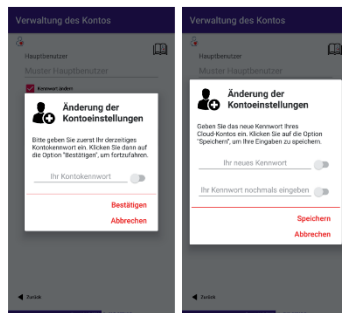 Verwaltung des Kontos
Hauptbenutzer
Muster Hauptbenutzer
Kennwort ändern
Änderung der
Kontoeinstellungen
Bitte geben Sie zuerst Ihr derzeitiges
Kontokennwort ein. Klicken Sie dann auf
die Option "Bestätigen", um fortzufahren.
Ihr Kontokennwort
Bestätigen
Abbrechen
Zurück
Verwaltung des Kontos
Hauptbenutzer
Muster Hauptbenutzer
Änderung der
Kontoeinstellungen
Geben Sie das neue Kennwort Ihres
Cloud-Kontos ein. Klicken Sie auf die Option
"Speichern", um Ihre Eingaben zu speichern.
Ihr neues Kennwort
Ihr Kennwort nochmals eingeben
Speichern
Abbrechen
Zurück